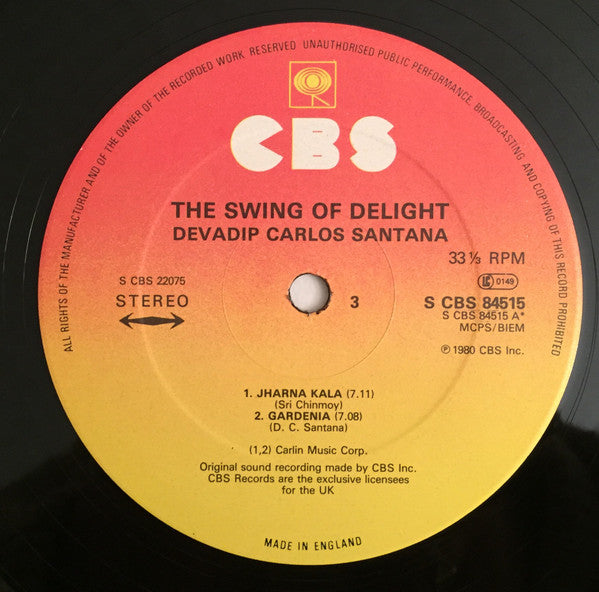 ALL RIGHTS OF THE MANUFACTURER AND OF THE OWNER OF THE RECORDED WORK RESERVED UNAUTHORISED PUBLIC PERFORMANCE, BROADCASTING AND COPYING OF THIS RECORD PROHIBITED
CBS
THE SWING OF DELIGHT
DEVADIP CARLOS SANTANA
33⅓ RPM
S CBS 22075
LC 0149
STEREO
3
S CBS 84515
S CBS 84515 A*
MCPS/BIEM
℗ 1980 CBS Inc.
1. JHARNA KALA (7.11)
(Sri Chinmoy)
2. GARDENIA (7.08)
(D. C. Santana)
(1,2) Carlin Music Corp.
Original sound recording made by CBS Inc.
CBS Records are the exclusive licensees
for the UK
MADE IN ENGLAND